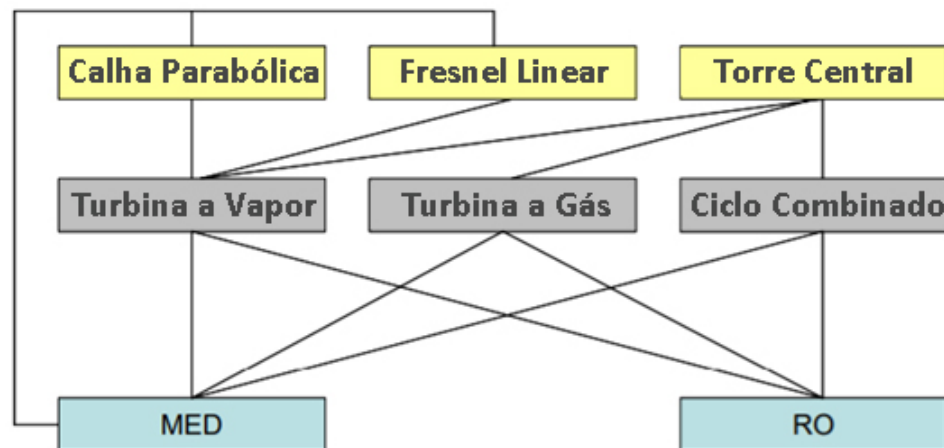 Calha Parabólica
Fresnel Linear
Torre Central
Turbina a Vapor
Turbina a Gás
Ciclo Combinado
MED
RO